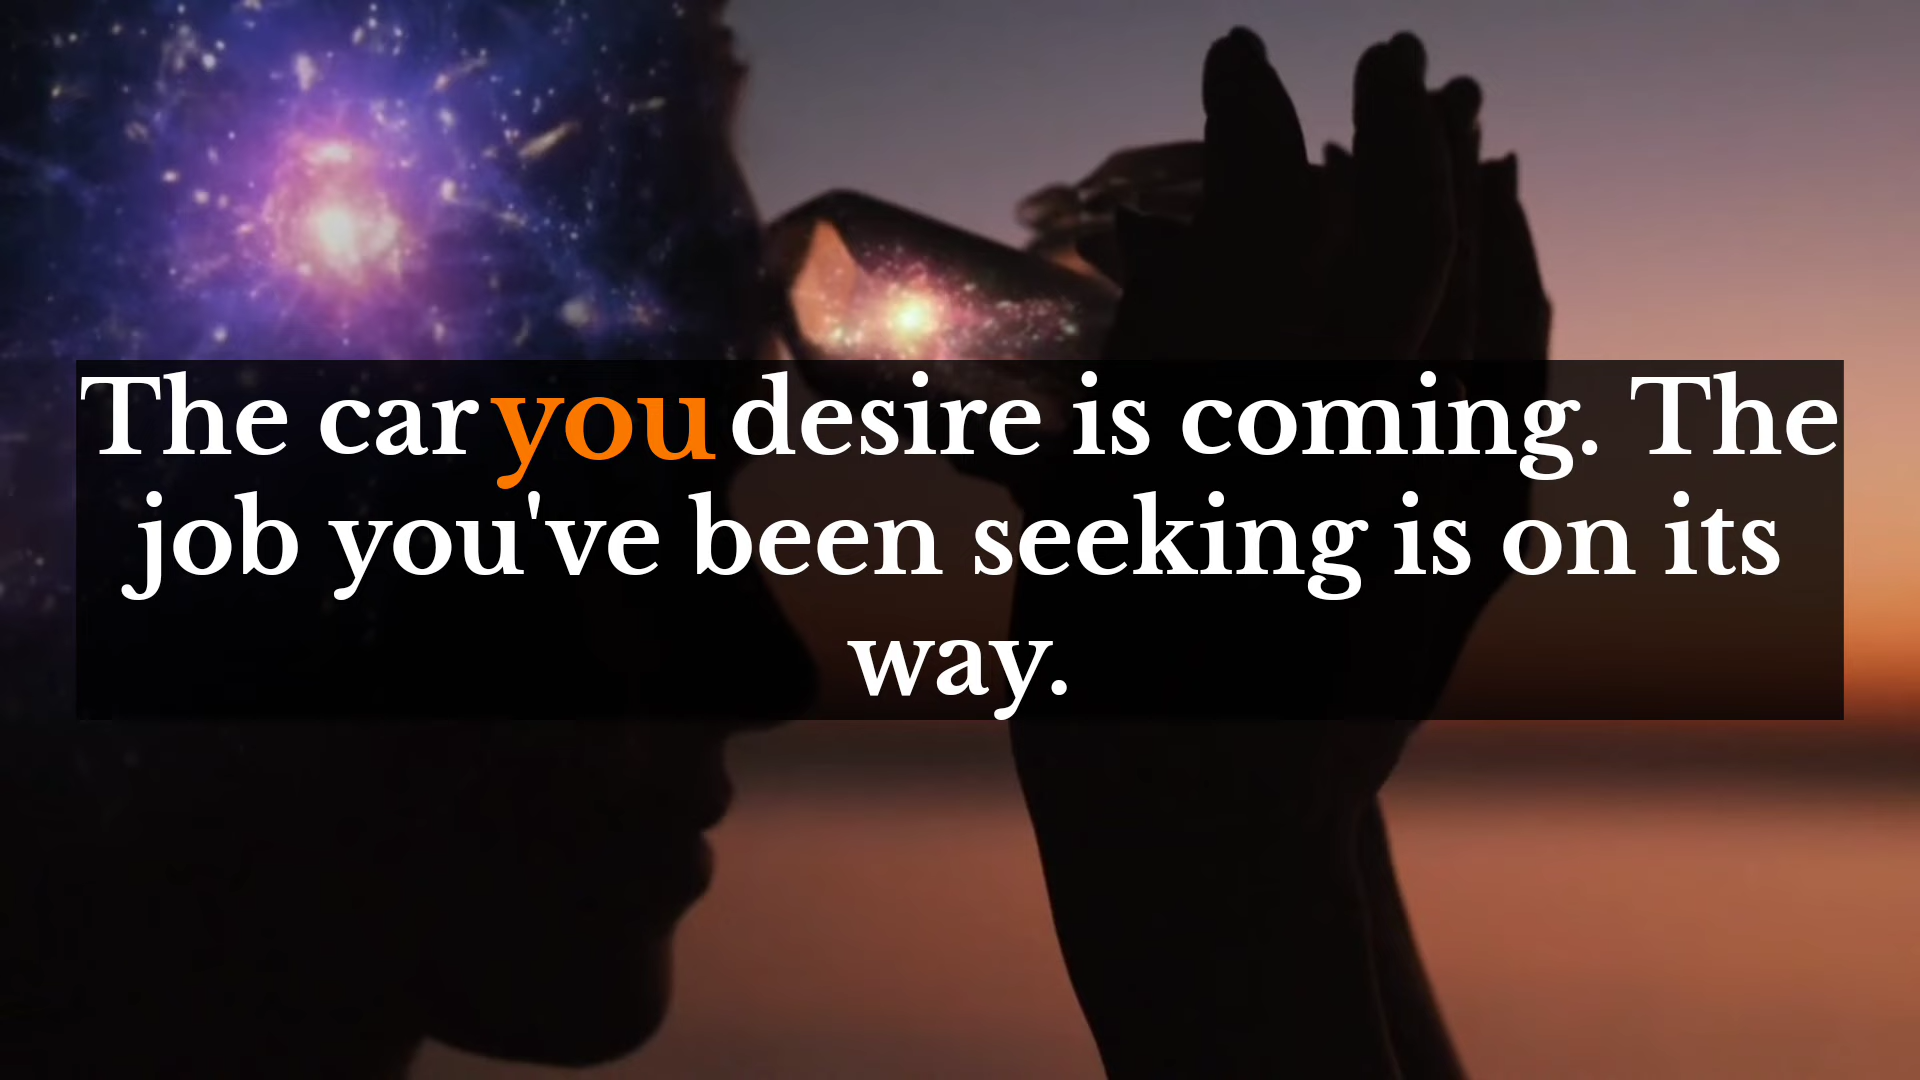 The car you desire is coming. The
job you've been seeking is on its
way.